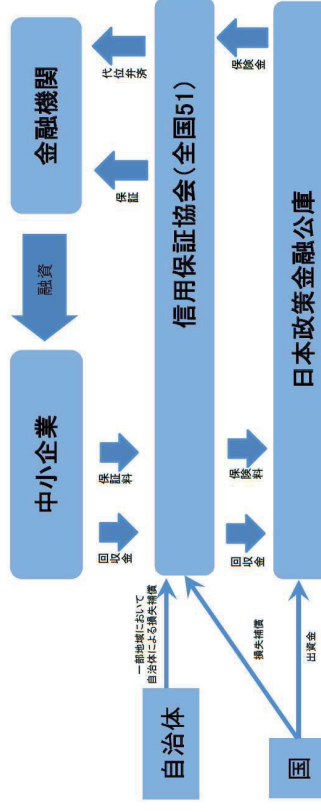 中小企業
融資
金融機関
回収金
保証料
保証
代位弁済
一部地域において
自治体による損失補償
自治体
信用保証協会(全国51)
損失補償
回収金
保険料
保険金
国
出資金
日本政策金融公庫